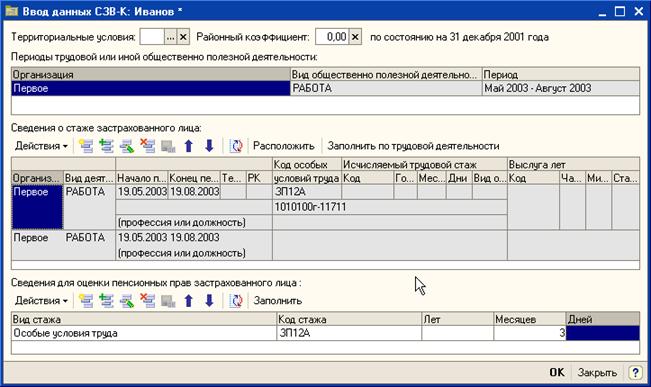 Ввод данных СЗВ-К: Иванов *
Территориальные условия: ... × Районный коэффициент: 0,00 × по состоянию на 31 декабря 2001 года
Периоды трудовой или иной общественно полезной деятельности:
Организация Вид общественно полезной деятельно... Период
Первое РАБОТА Май 2003 - Август 2003
Сведения о стаже застрахованного лица:
Действия Расположить Заполнить по трудовой деятельности
Код особых Исчисляемый трудовой стаж Выслуга лет
Организ... Вид деят... Начало п... Конец пе... Те... РК условий труда Код Го... Мес... Дни Вид о... Код Ча... Ми... Ста...
Первое РАБОТА 19.05.2003 19.08.2003 ЗП12А
1010100г-11711
(профессия или должность)
Первое РАБОТА 19.05.2003 19.08.2003
(профессия или должность)
Сведения для оценки пенсионных прав застрахованного лица :
Действия Заполнить
Вид стажа Код стажа Лет Месяцев Дней
Особые условия труда ЗП12А 3
OK Закрыть ?